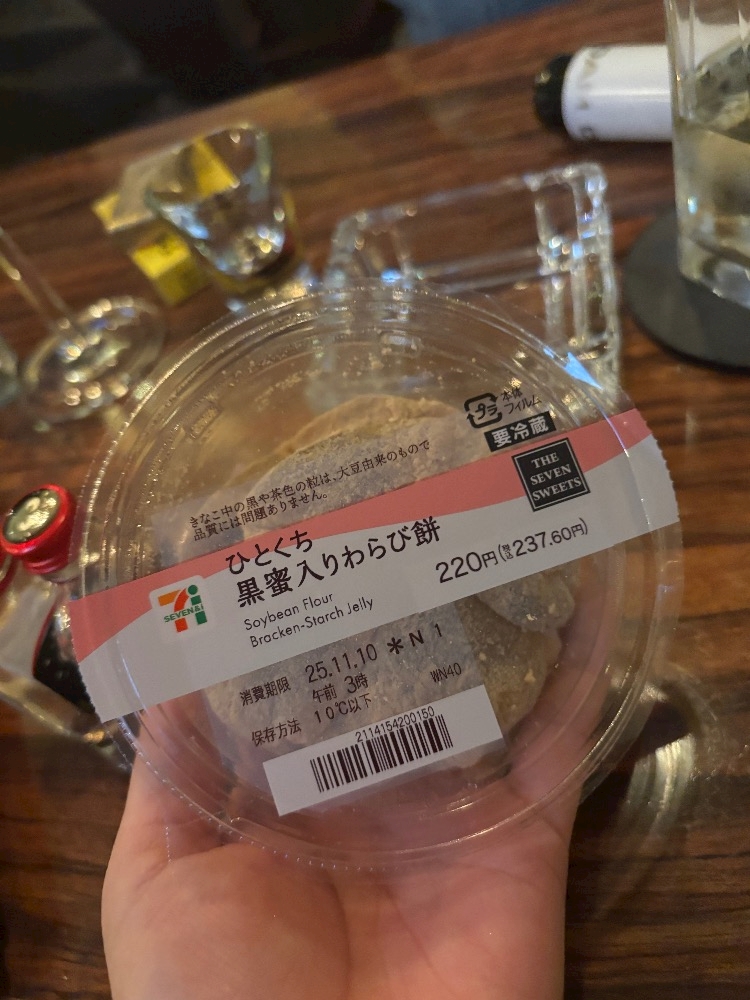 プラ
本体
フィルム
要冷蔵
THE
SEVEN
SWEETS
きなこ中の黒や茶色の粒は、大豆由来のもので
品質には問題ありません。
ひとくち
黒蜜入りわらび餅
220円(税込237.60円)
SEVEN&i
Soybean Flour
Bracken-Starch Jelly
消費期限 25.11.10 *N 1
午前 3時
保存方法 10℃以下 WN40
2114154200150